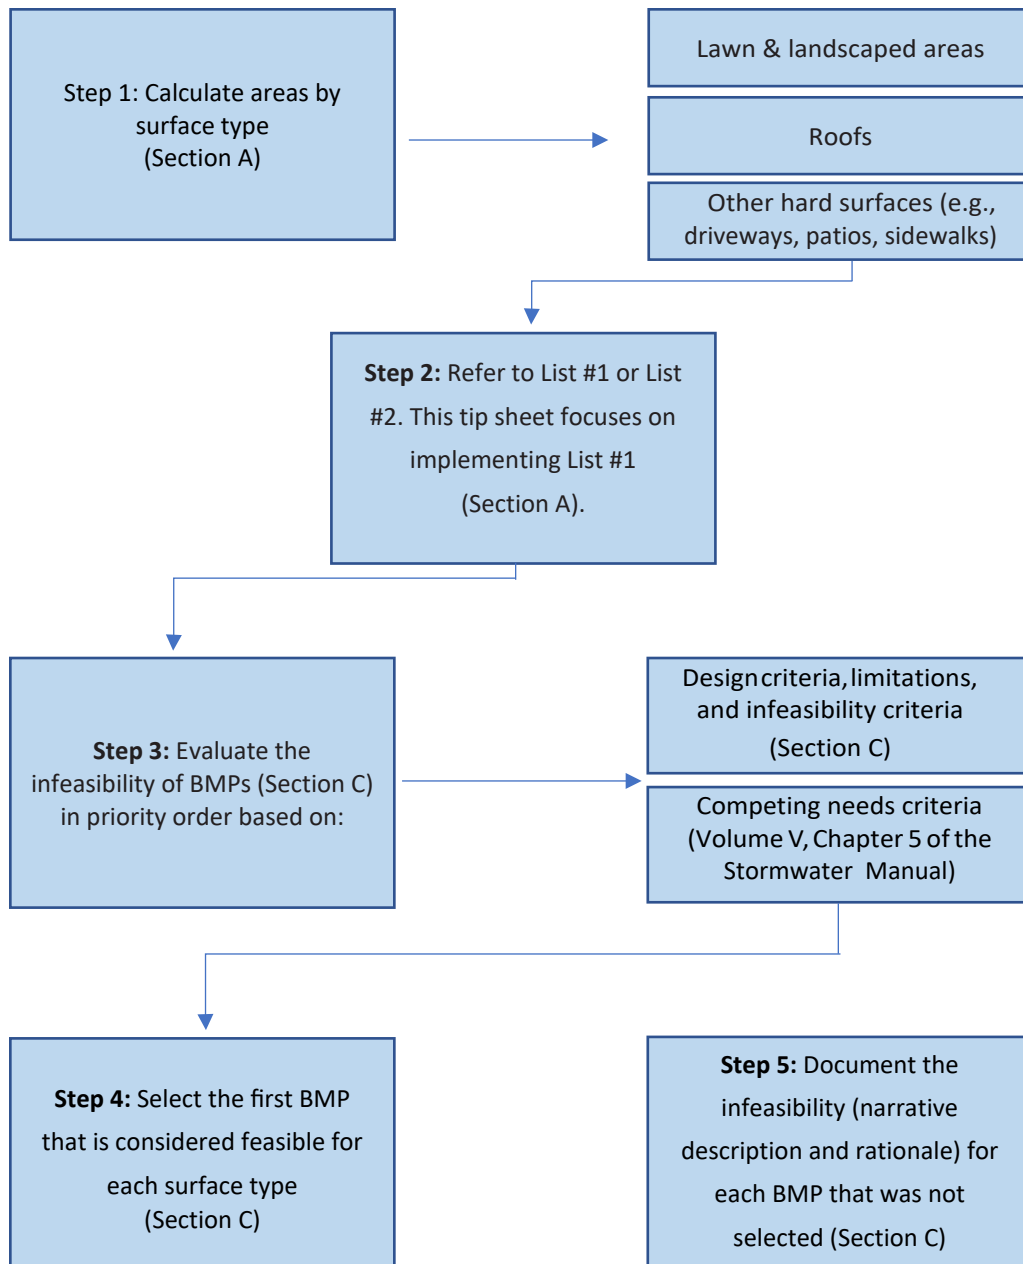 Step 1: Calculate areas by
surface type
(Section A)
Lawn & landscaped areas
Roofs
Other hard surfaces (e.g.,
driveways, patios, sidewalks)
Step 2: Refer to List #1 or List
#2. This tip sheet focuses on
implementing List #1
(Section A).
Step 3: Evaluate the
infeasibility of BMPs (Section C)
in priority order based on:
Design criteria, limitations,
and infeasibility criteria
(Section C)
Competing needs criteria
(Volume V, Chapter 5 of the
Stormwater Manual)
Step 4: Select the first BMP
that is considered feasible for
each surface type
(Section C)
Step 5: Document the
infeasibility (narrative
description and rationale) for
each BMP that was not
selected (Section C)